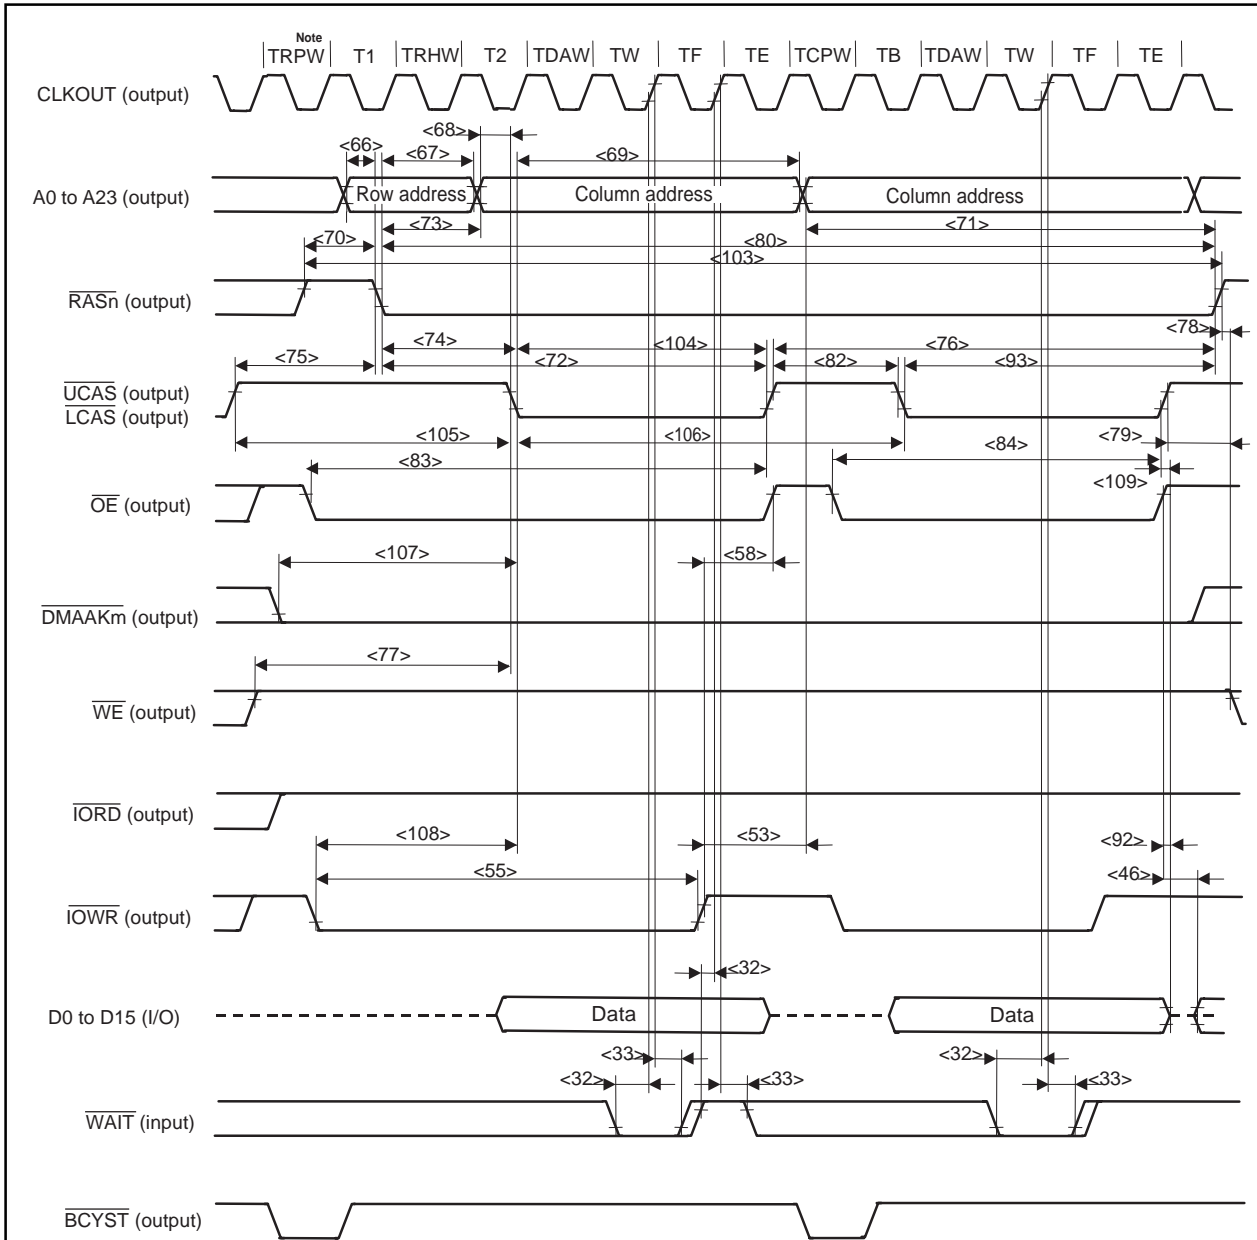 Note
TRPW T1 TRHW T2 TDAW TW TF TE TCPW TB TDAW TW TF TE
CLKOUT (output)
<68>
<66> <67> <69>
A0 to A23 (output) Row address Column address Column address
<70> <73> <71>
<80>
<103>
RASn (output)
<78>
<74> <104> <76>
<75> <72> <82> <93>
UCAS (output)
LCAS (output)
<105> <106> <79>
<84>
<83>
<109>
OE (output)
<107> <58>
DMAAKm (output)
<77>
WE (output)
IORD (output)
<108> <53> <92>
<55> <46>
IOWR (output)
<32>
D0 to D15 (I/O) Data Data
<33> <32>
<32> <33> <33>
WAIT (input)
BCYST (output)